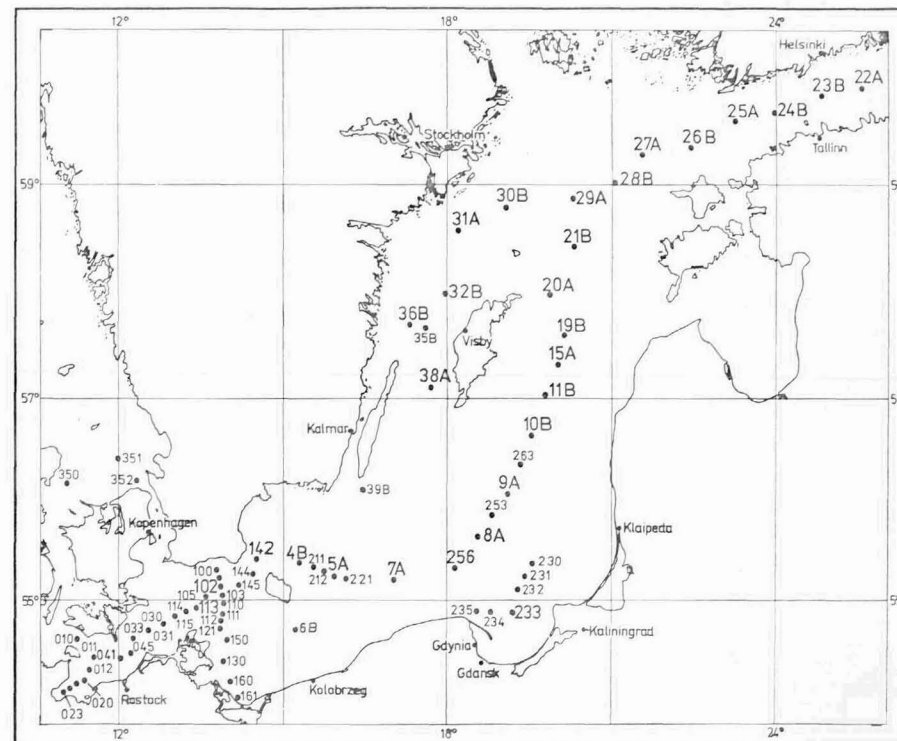 12° 18° 24°
Helsinki
22A
23B
25A 24B
Stockholm
26B
27A Tallinn
59° 28B 59°
30B 29A
31A
21B
32B 20A
36B
35B Visby 19B
15A
38A
57° 11B 57°
Kalmar 10B
351
263
350 352
39B 9A
253
Kopenhagen
8A Klaipeda
142 4B 211 256 230
100 144 5A 7A 231
102 145 212 221 232
55° 105 103 55°
114 113 110 235 233
030 112 111 234
033 115 6B
010 031 121 150 Kaliningrad
011 045 Gdynia
041 130
012 Gdansk
160 Kolobrzeg
020 Rostock 161
023
12° 18° 24°